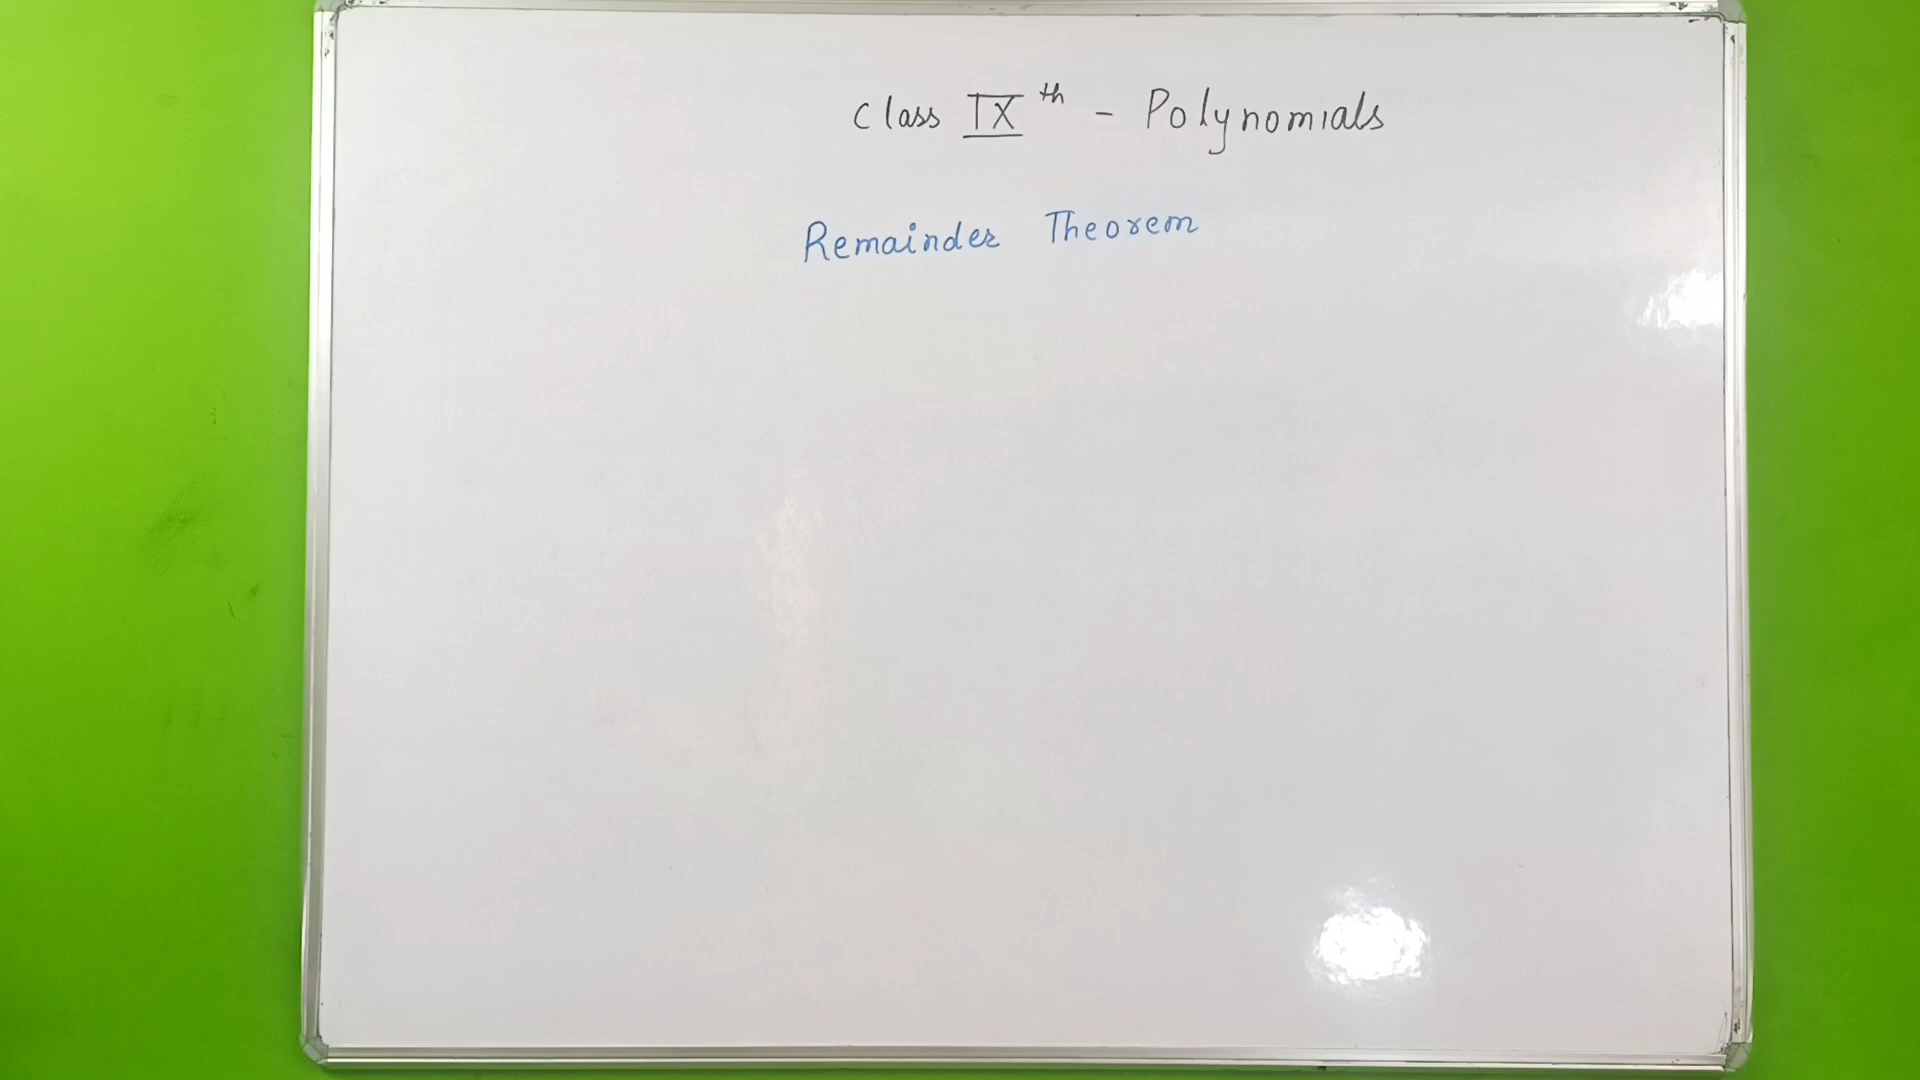 Class IX th - Polynomials
Remainder Theorem